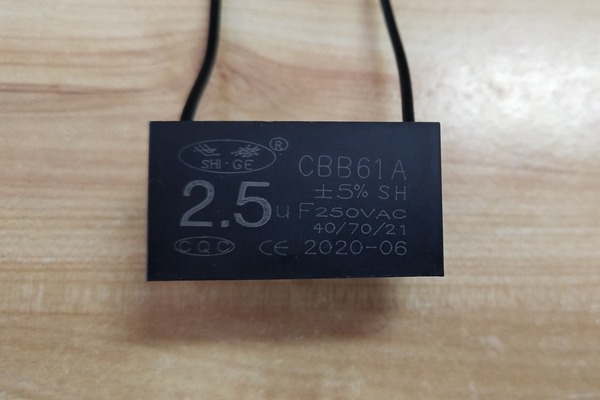 ®
SHI·GE
CBB61A
±5% SH
2.5uF 250VAC
40/70/21
CQC CE 2020-06